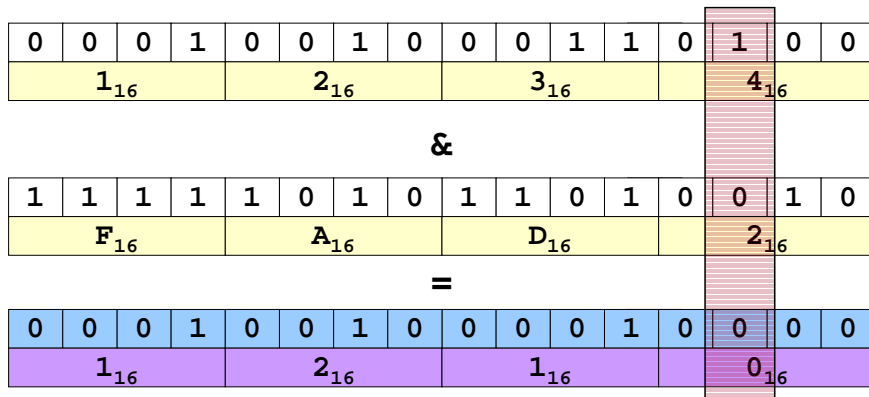 0 0 0 1 0 0 1 0 0 0 1 1 0 1 0 0
1₁₆ 2₁₆ 3₁₆ 4₁₆
&
1 1 1 1 1 0 1 0 1 1 0 1 0 0 1 0
F₁₆ A₁₆ D₁₆ 2₁₆
=
0 0 0 1 0 0 1 0 0 0 0 1 0 0 0 0
1₁₆ 2₁₆ 1₁₆ 0₁₆